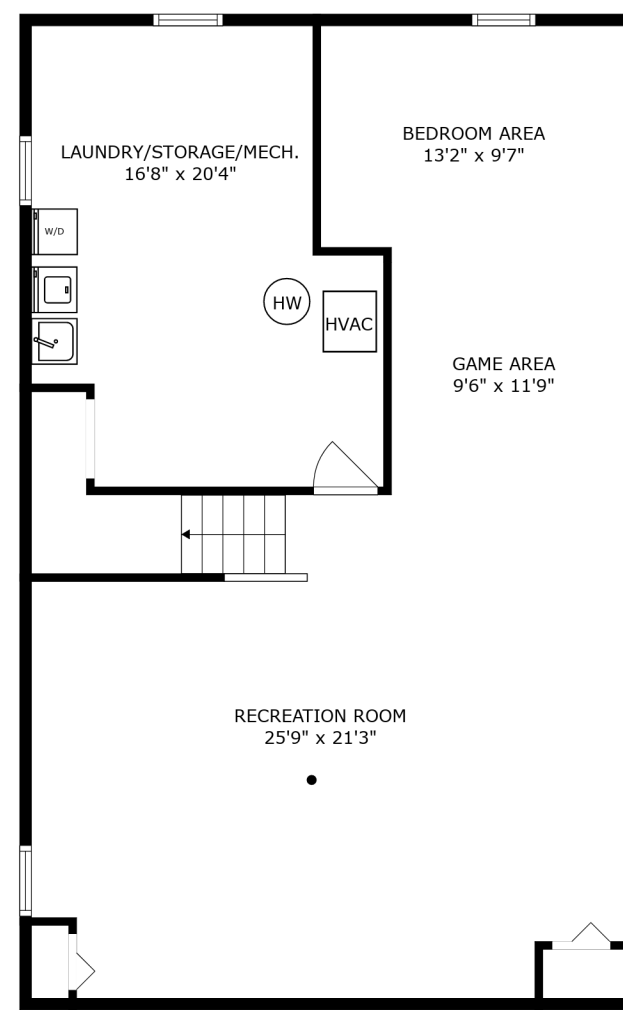 BEDROOM AREA
13'2" x 9'7"
LAUNDRY/STORAGE/MECH.
16'8" x 20'4"
W/D
HW
HVAC
GAME AREA
9'6" x 11'9"
RECREATION ROOM
25'9" x 21'3"